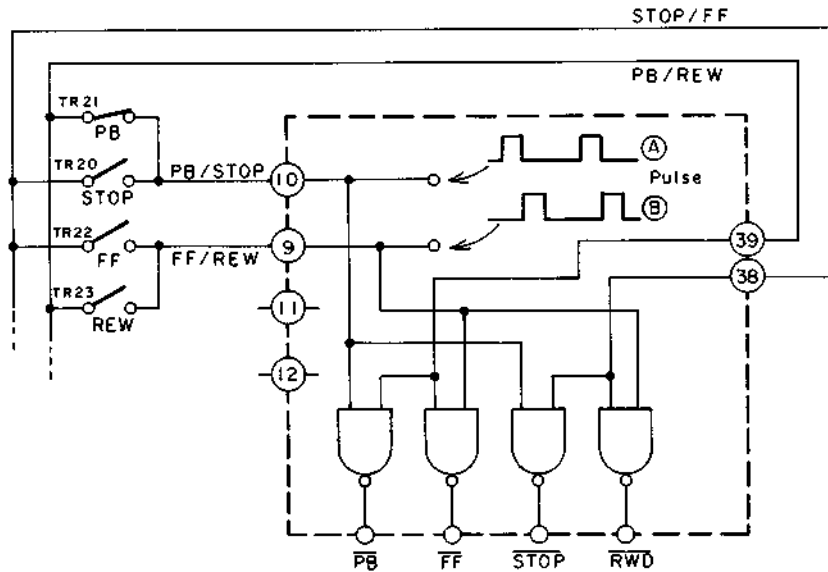 STOP/FF
PB/REW
TR21
PB
A
TR20
STOP
PB/STOP
10
Pulse
B
TR22
FF
FF/REW
9
39
38
TR23
REW
11
12
PB
FF
STOP
RWD